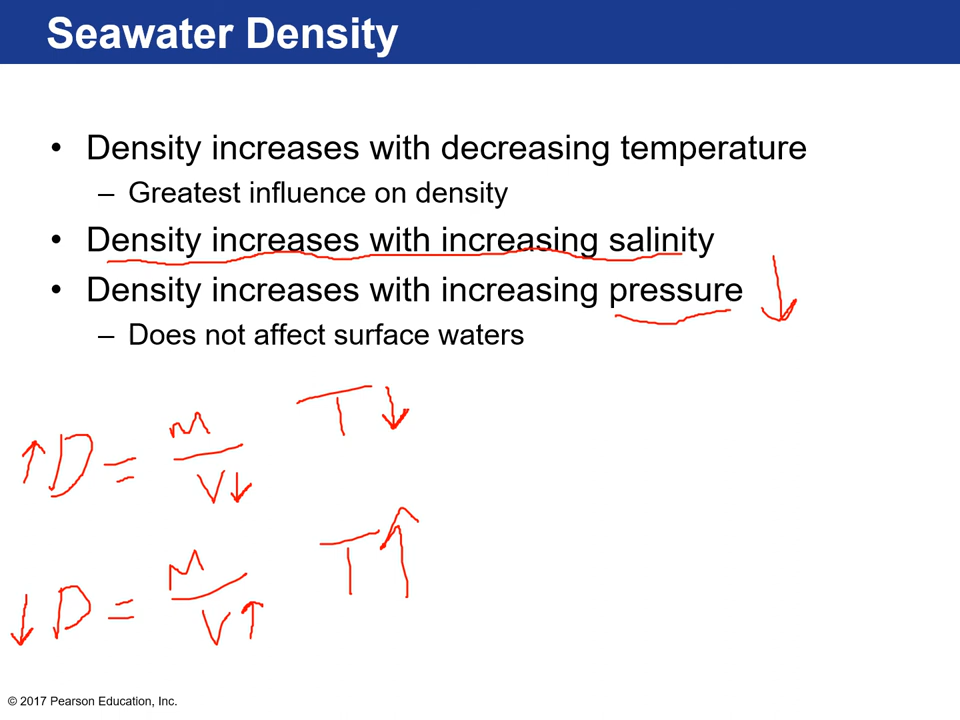 Seawater Density
• Density increases with decreasing temperature
– Greatest influence on density
• Density increases with increasing salinity
• Density increases with increasing pressure ↓
– Does not affect surface waters
↑D = M/V↓ T↓
↓D = M/V↑ T↑
© 2017 Pearson Education, Inc.